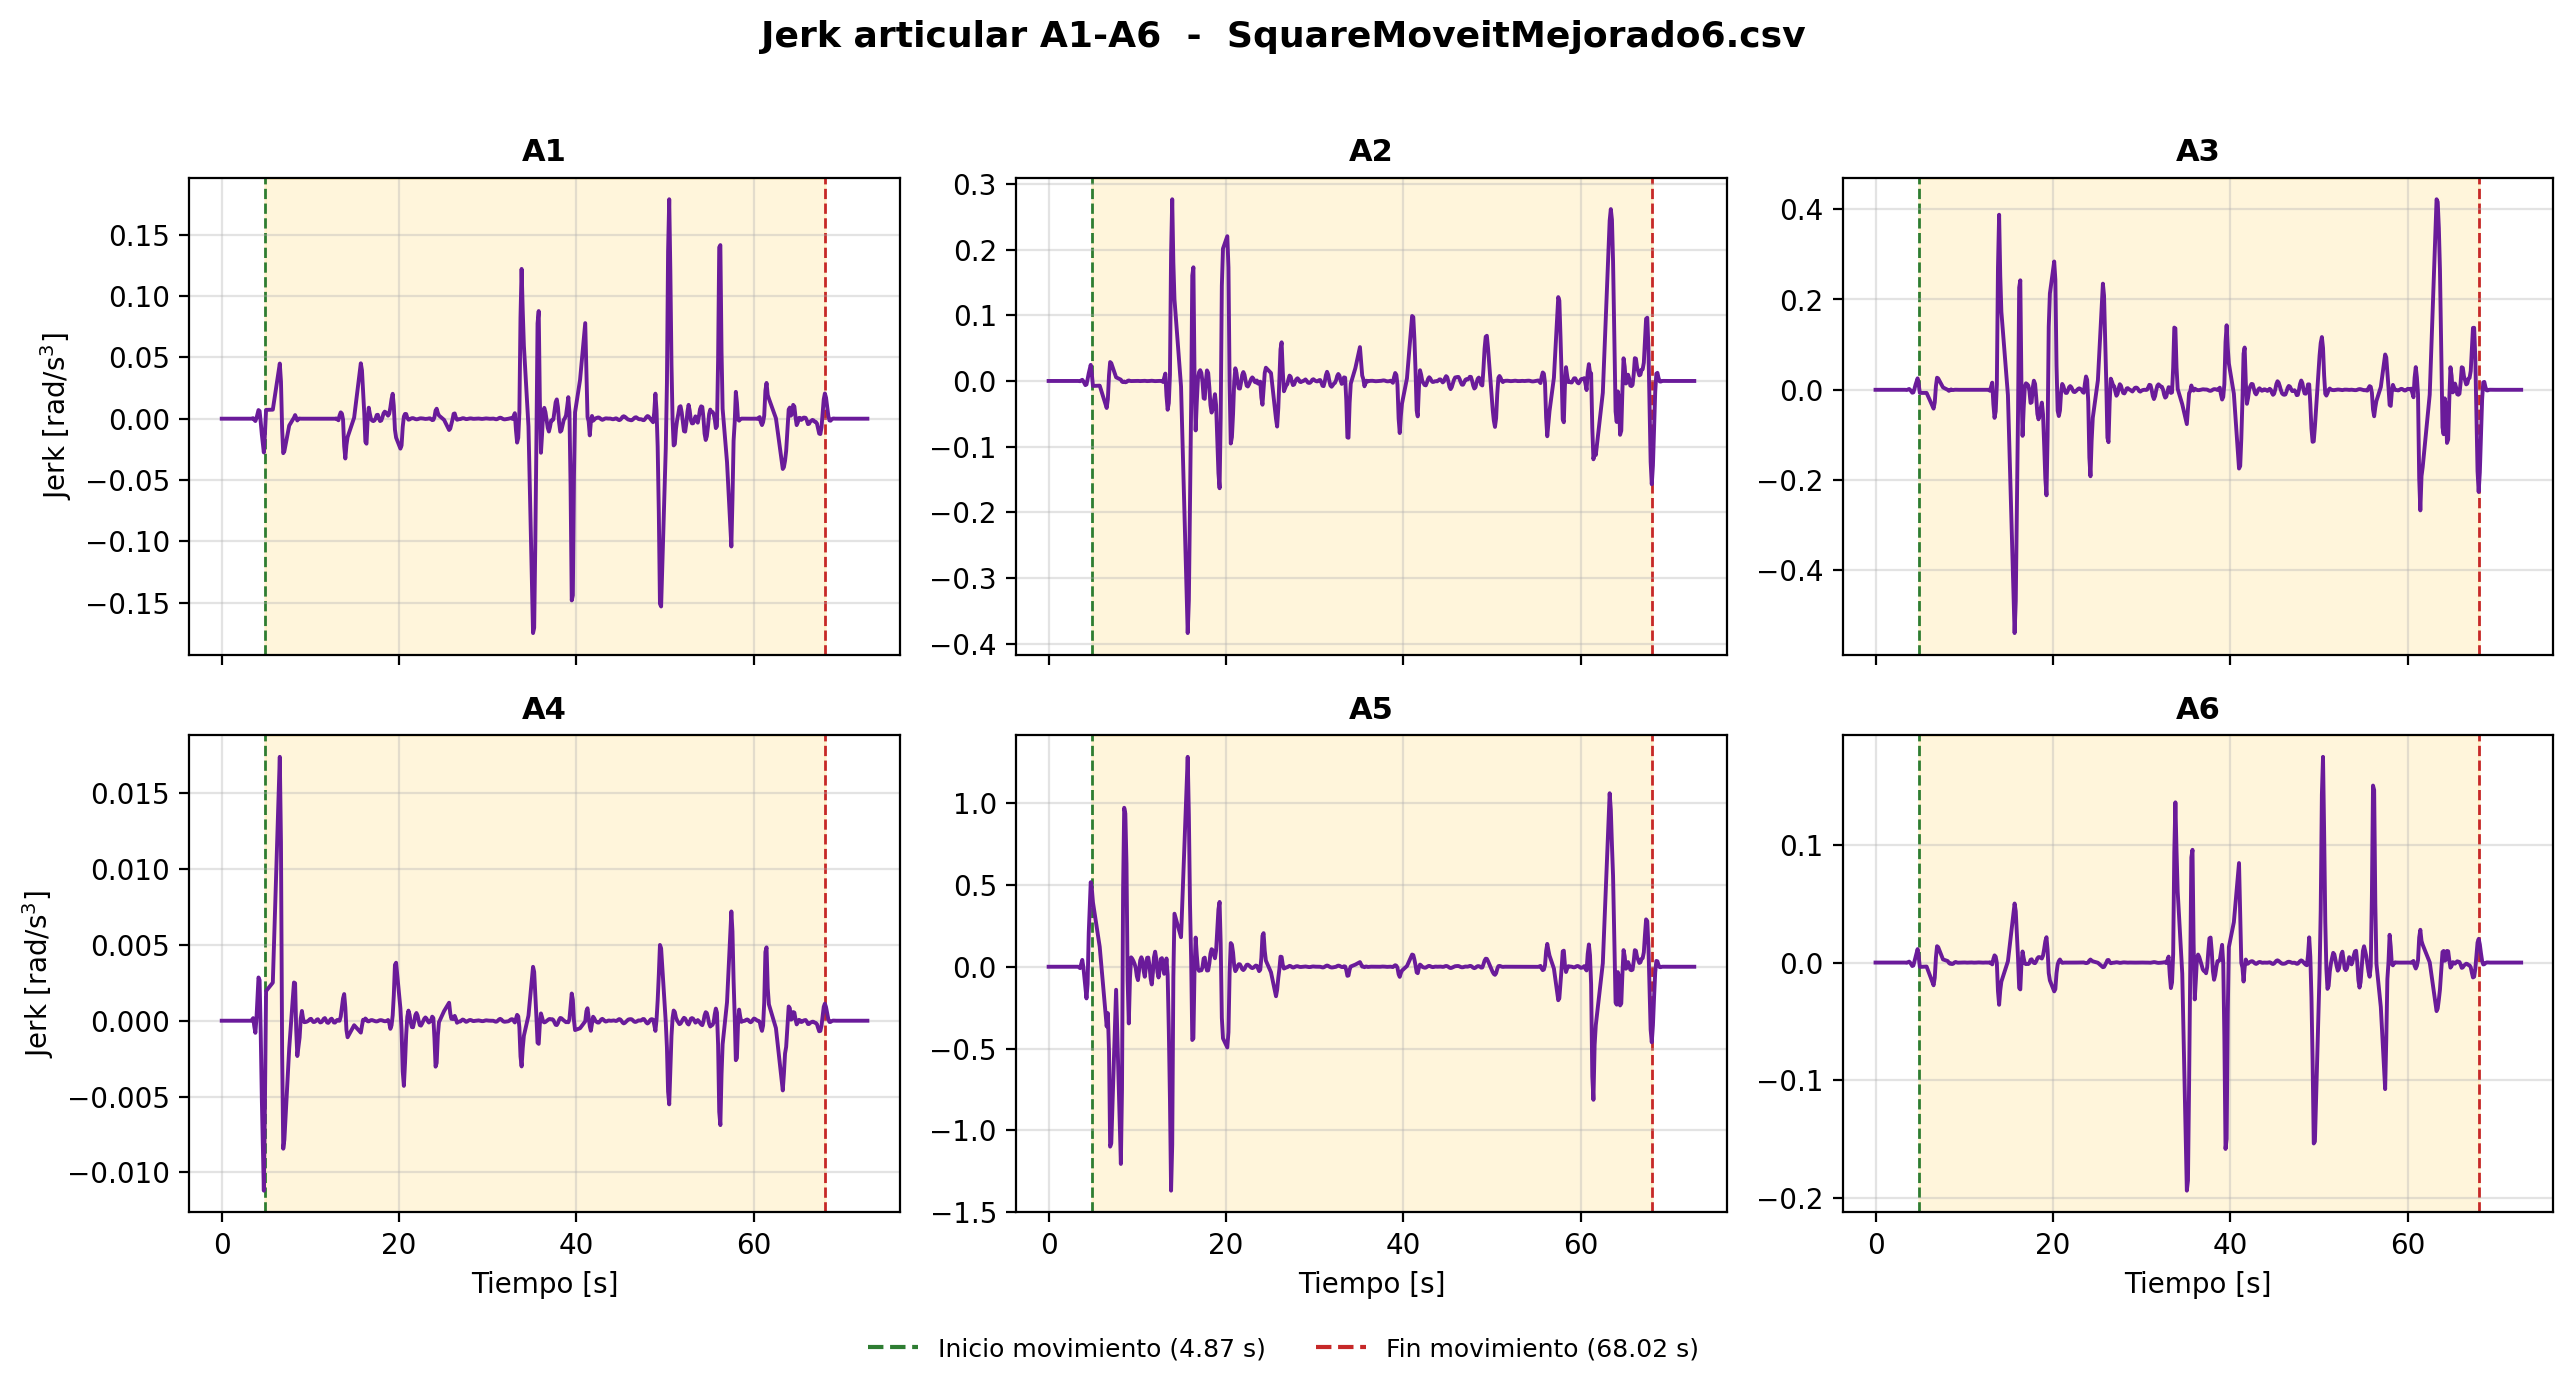 Jerk articular A1-A6  -  SquareMoveitMejorado6.csv
A1
A2
A3
Jerk [rad/s³]
0.15
0.10
0.05
0.00
−0.05
−0.10
−0.15
0.3
0.2
0.1
0.0
−0.1
−0.2
−0.3
−0.4
0.4
0.2
0.0
−0.2
−0.4
A4
A5
A6
Jerk [rad/s³]
0.015
0.010
0.005
0.000
−0.005
−0.010
1.0
0.5
0.0
−0.5
−1.0
−1.5
0.1
0.0
−0.1
−0.2
0 20 40 60
0 20 40 60
0 20 40 60
Tiempo [s]
Tiempo [s]
Tiempo [s]
Inicio movimiento (4.87 s)
Fin movimiento (68.02 s)